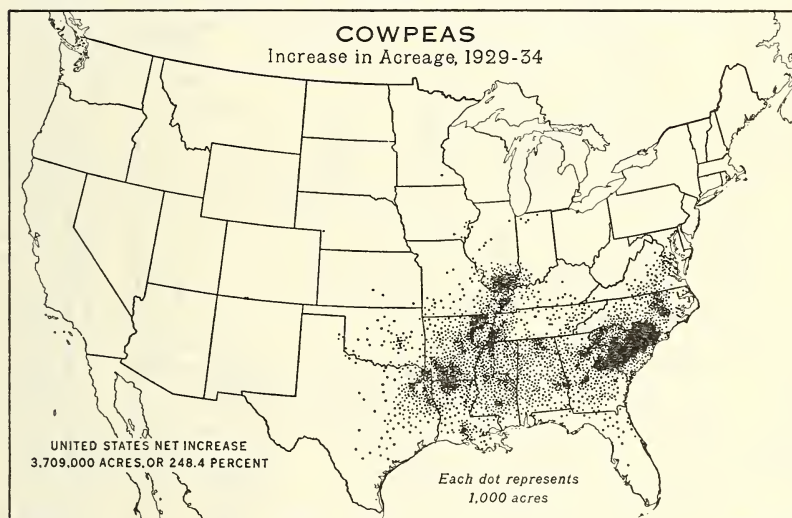 COWPEAS
Increase in Acreage, 1929-34
UNITED STATES NET INCREASE
3,709,000 ACRES, OR 248.4 PERCENT
Each dot represents
1,000 acres